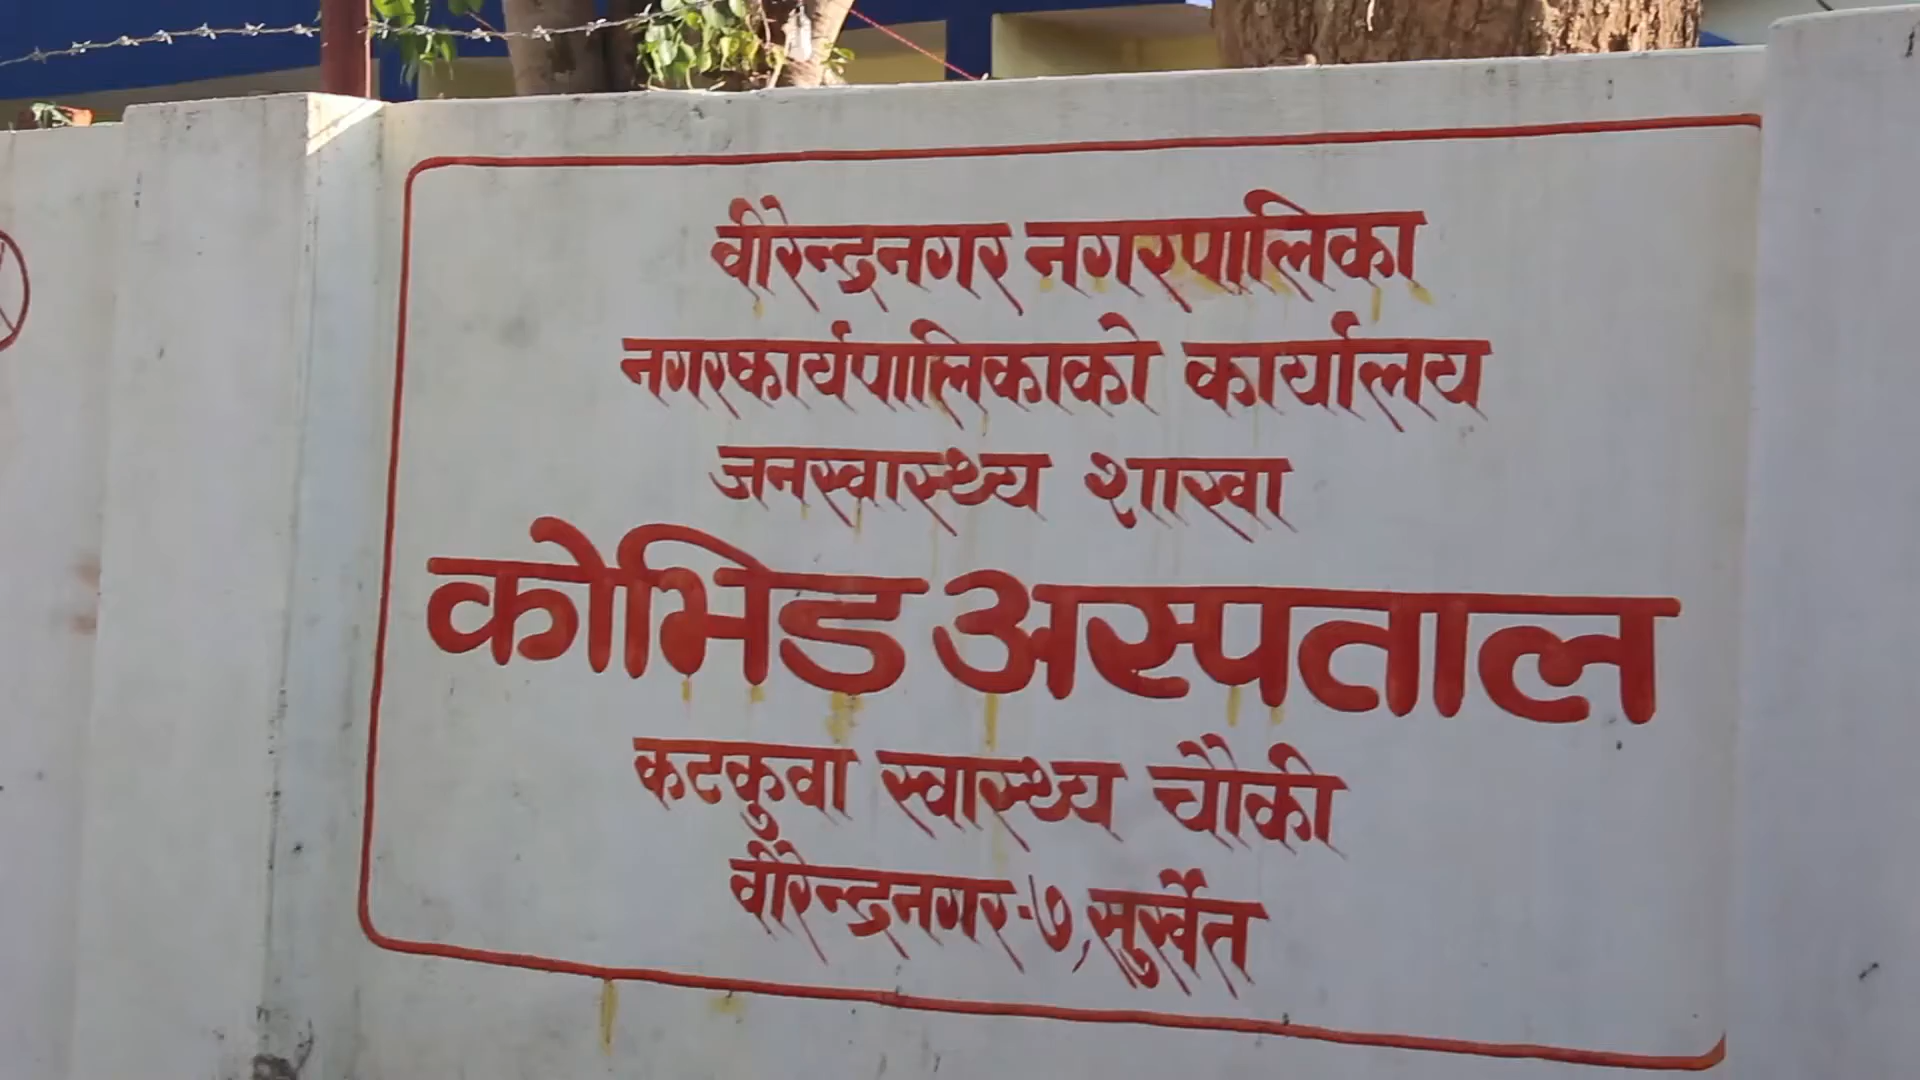 वीरेन्द्रनगर नगरपालिका
नगरकार्यपालिकाको कार्यालय
जनस्वास्थ्य शाखा
कोभिड अस्पताल
कटकुवा स्वास्थ्य चौकी
वीरेन्द्रनगर-७, सुर्खेत